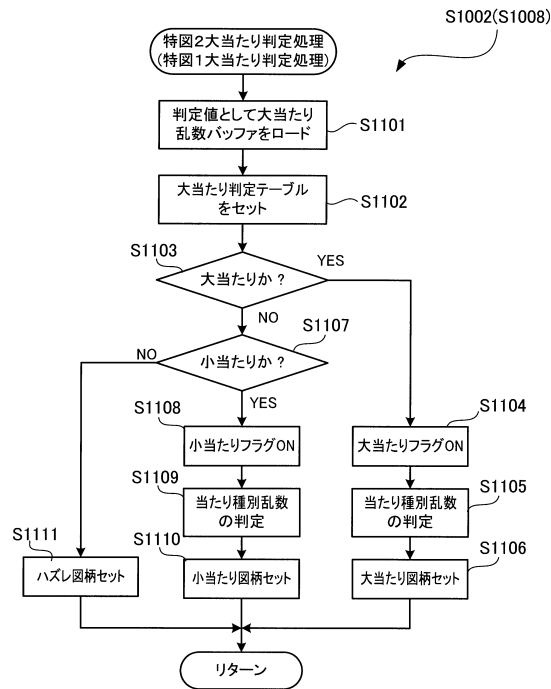 S1002(S1008)
特図2大当たり判定処理
(特図1大当たり判定処理)
判定値として大当たり
乱数バッファをロード
S1101
大当たり判定テーブル
をセット
S1102
S1103
大当たりか?
YES
NO
S1107
小当たりか?
NO
YES
S1108
小当たりフラグON
S1104
大当たりフラグON
S1109
当たり種別乱数
の判定
S1105
当たり種別乱数
の判定
S1111
ハズレ図柄セット
S1110
小当たり図柄セット
S1106
大当たり図柄セット
リターン